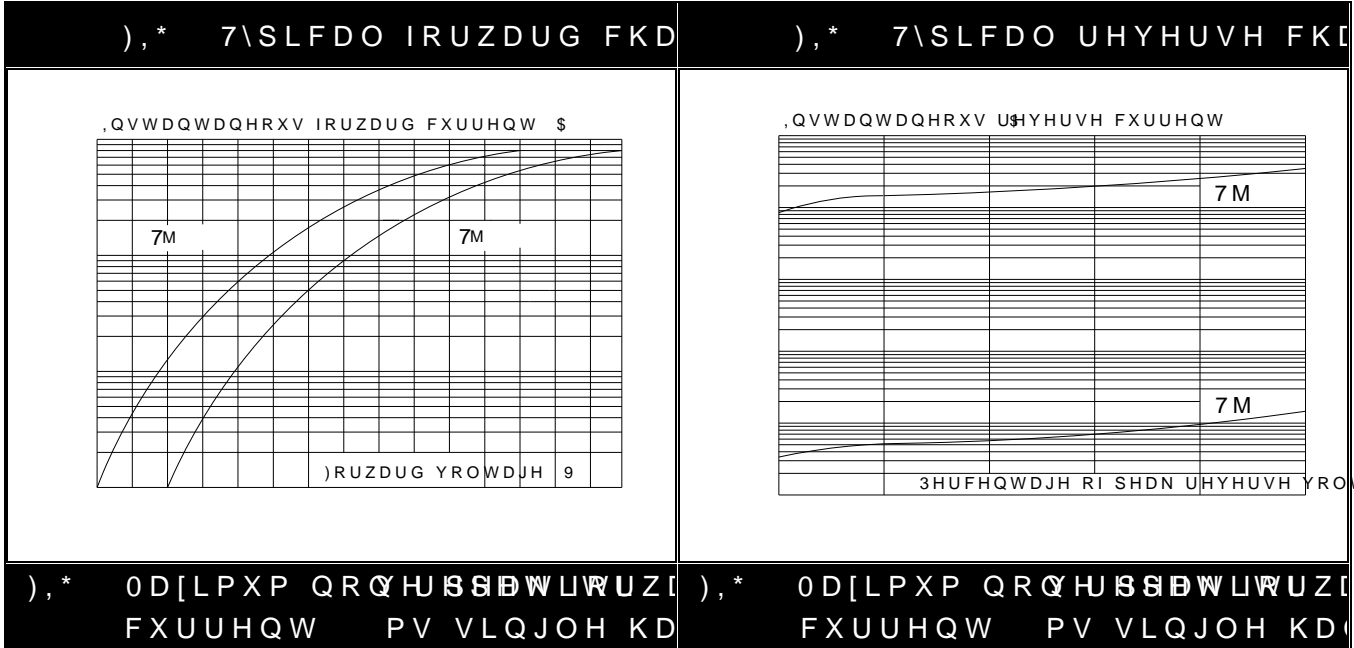 ),* 7\SLFDO IRUZDUG FKD
),* 7\SLFDO UHYHUVH FKD
,QVWDQWDQHRXV IRUZDUG FXUUHQW $
7M
7M
)RUZDUG YROWDJH 9
,QVWDQWDQHRXV UHYHUVH FXUUHQW $
7M
7M
3HUFHQWDJH RI SHDN UHYHUVH YRO
),* 0D[LPXP
FXUUHQW PV VLQJOH KD
),* 0D[LPXP
FXUUHQW PV VLQJOH KD